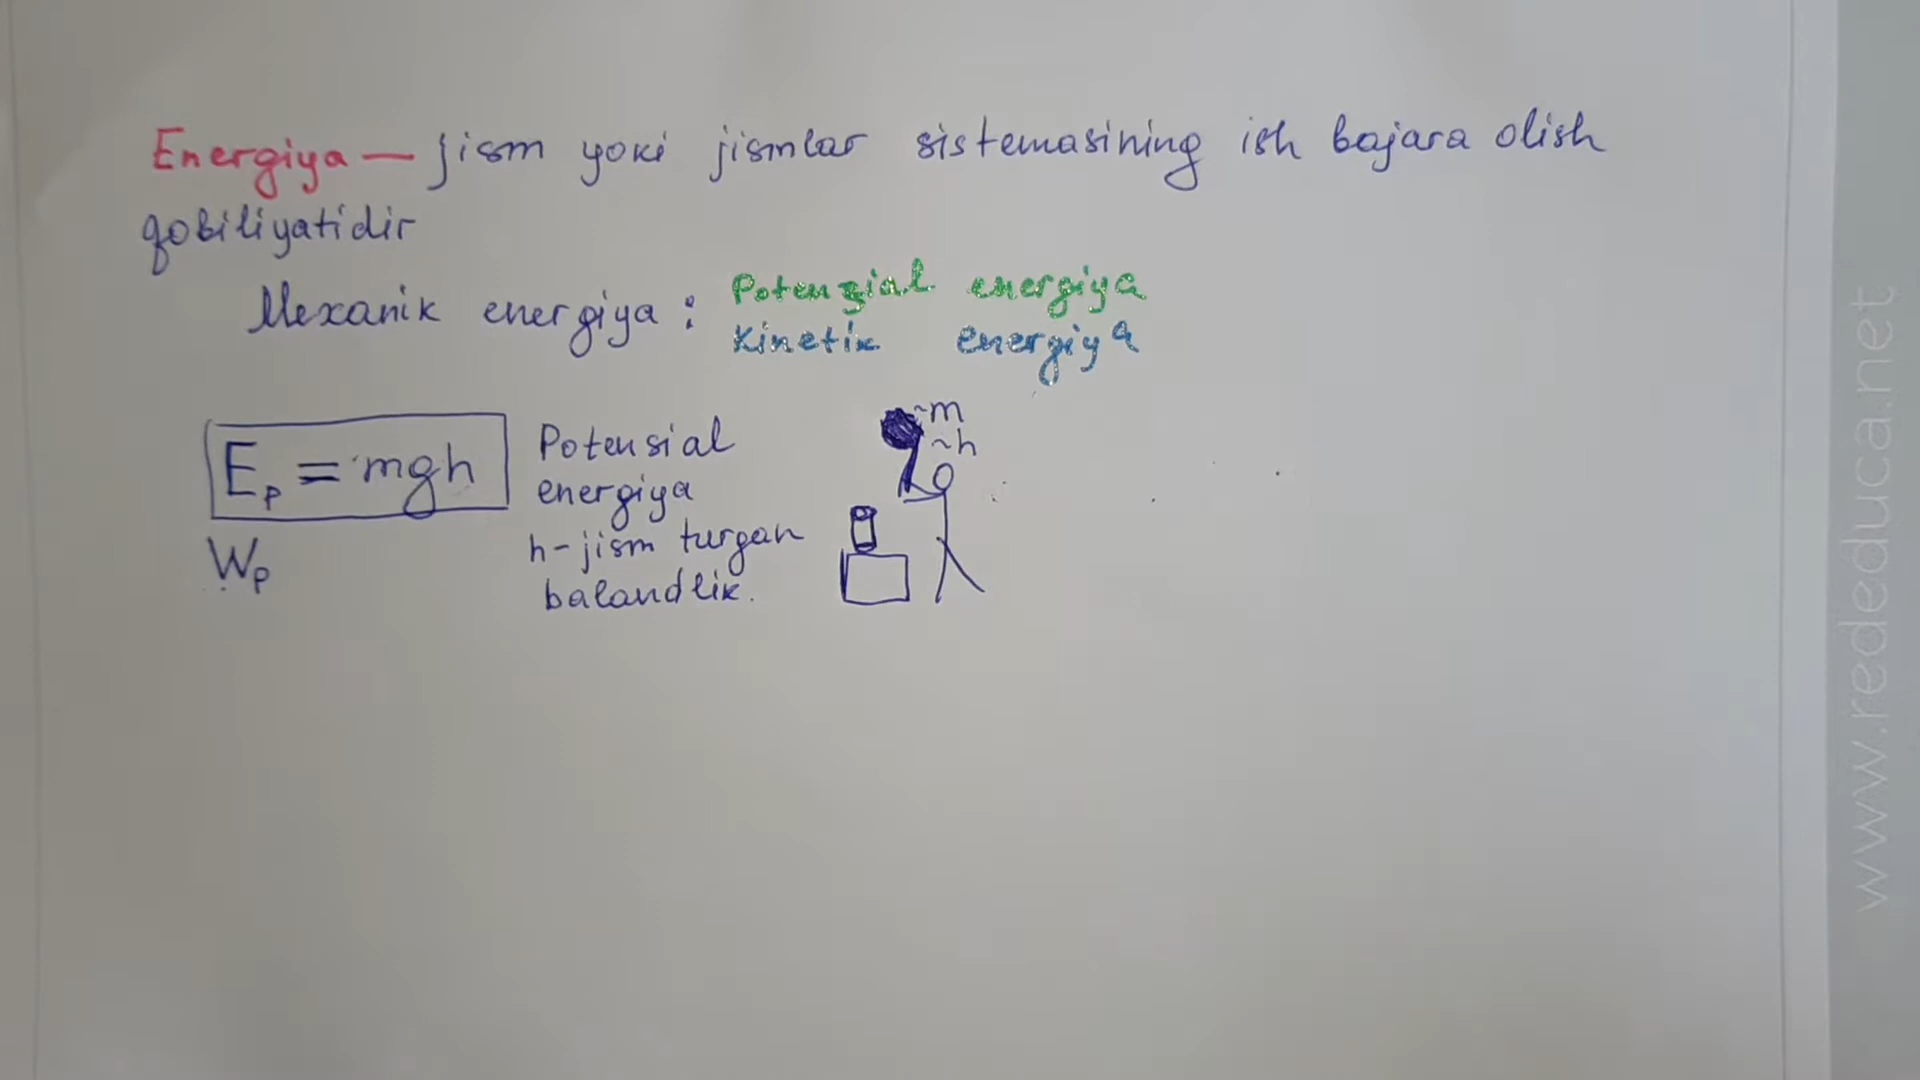 Energiya — jism yoki jismlar sistemasining ish bajara olish
qobiliyatidir
Mexanik energiya : Potensial energiya
Kinetik energiya
Ep = mgh
Wp
Potensial
energiya
h-jism turgan
balandlik.
~m
~h
www.rededuca.net